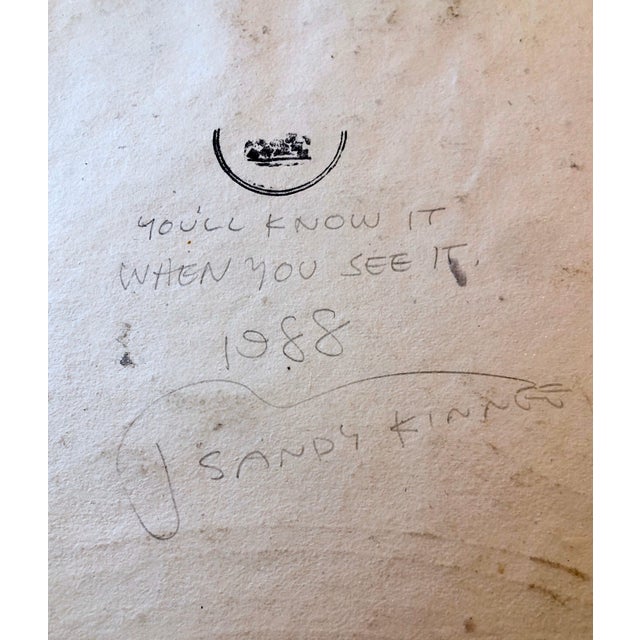 YOU'LL KNOW IT
WHEN YOU SEE IT.
1988
SANDY KINNEE